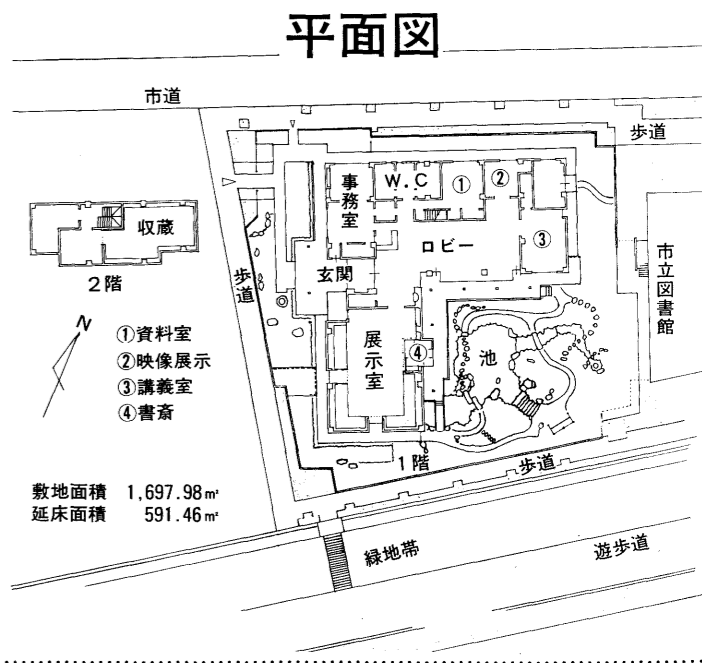 平面図
市道
歩道
事務室
W.C
①
②
収蔵
ロビー
③
2階
歩道
玄関
市立図書館
N
①資料室
②映像展示
③講義室
④書斎
展示室
④
池
1階
歩道
敷地面積 1,697.98㎡
延床面積 591.46㎡
緑地帯
遊歩道